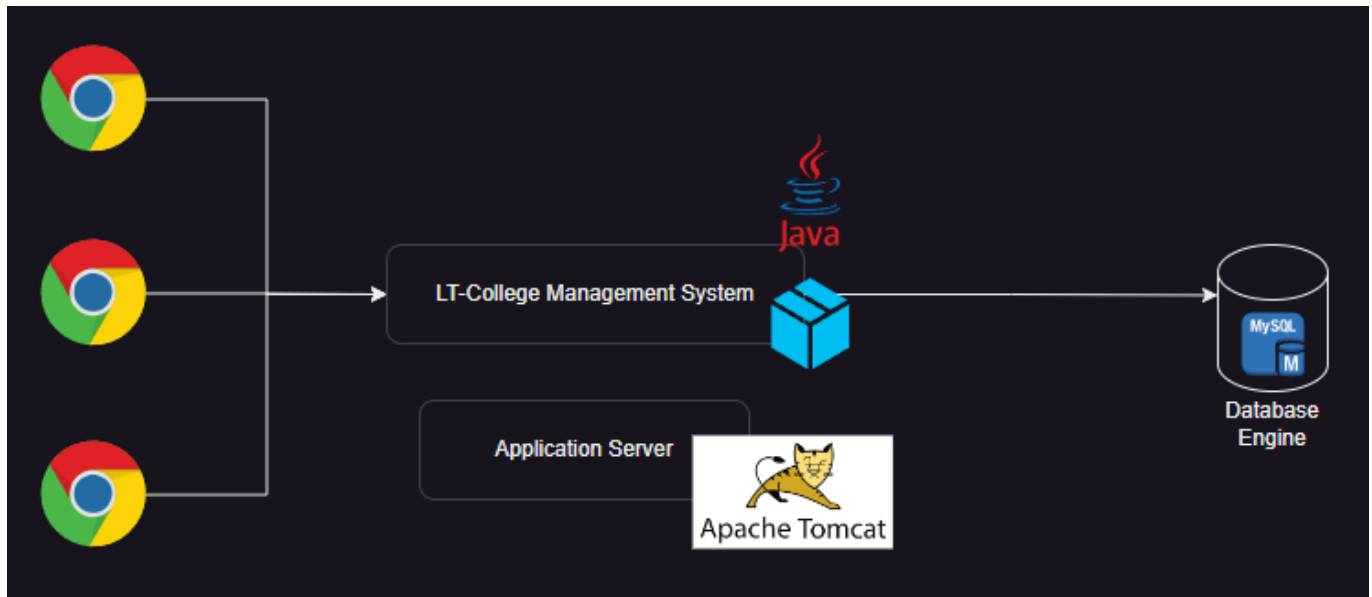 Java
LT-College Management System
MySQL
M
Database
Engine
Application Server
Apache Tomcat